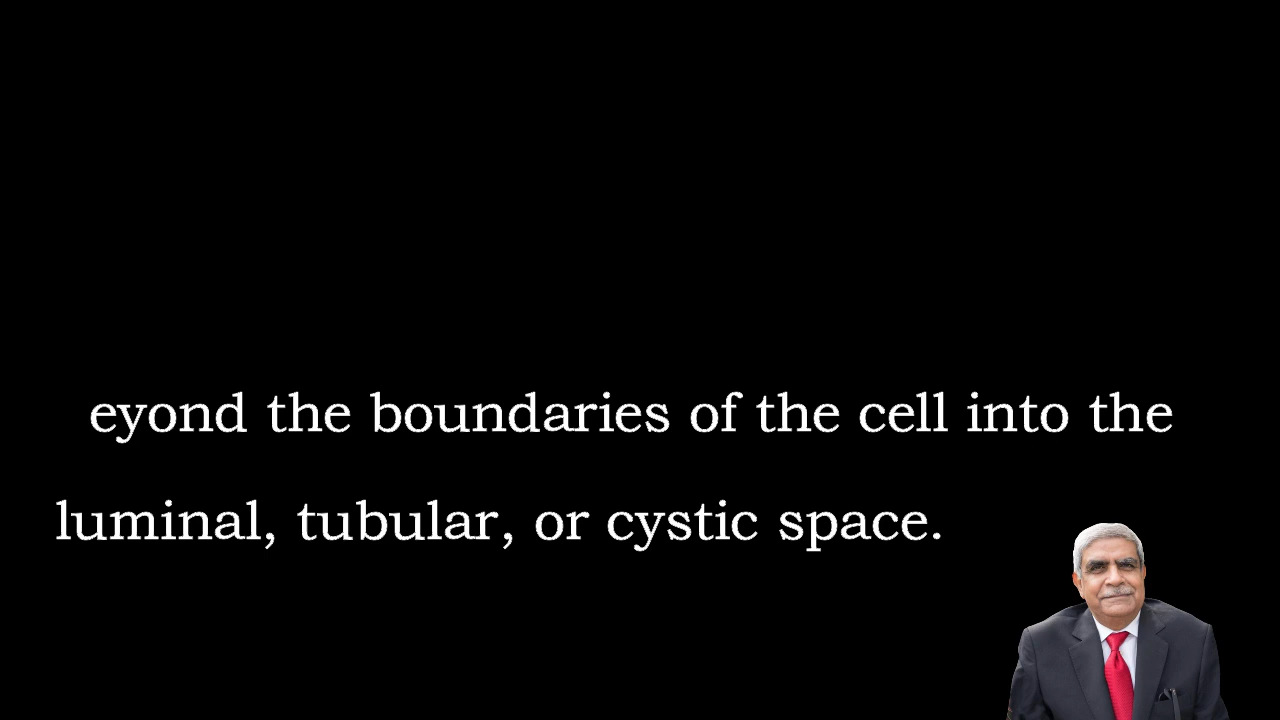 eyond the boundaries of the cell into the
luminal, tubular, or cystic space.